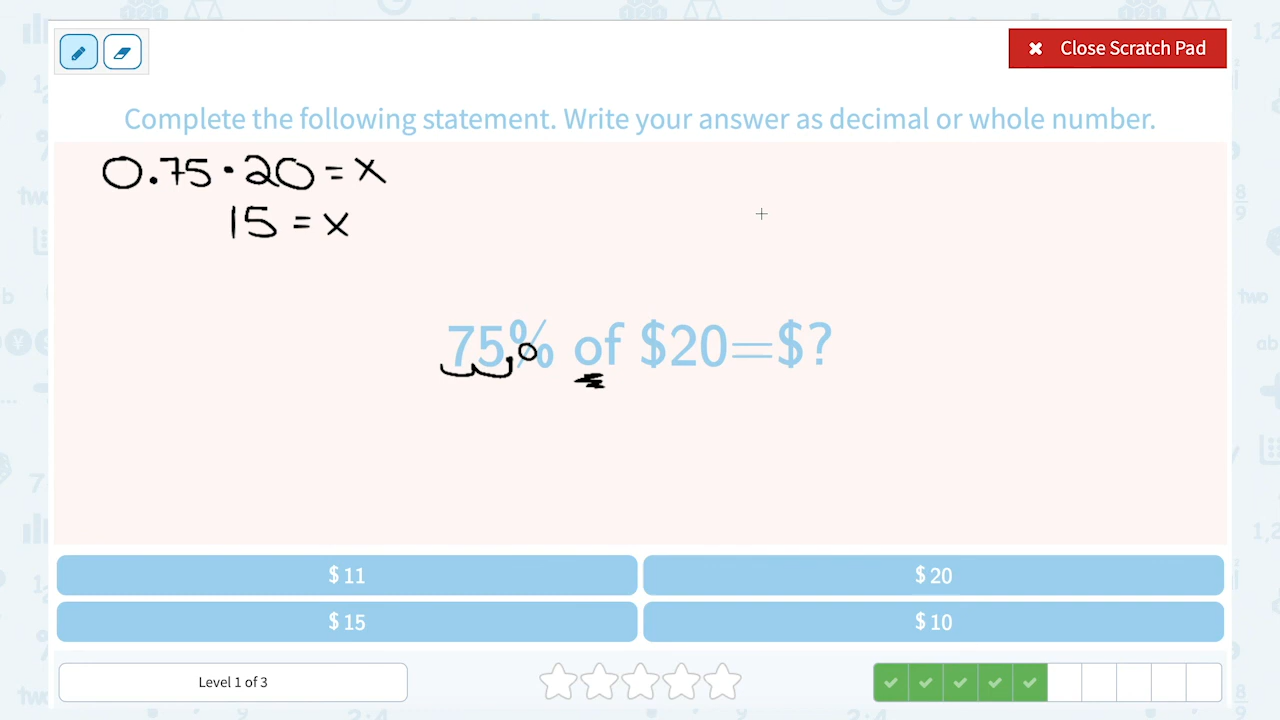 Close Scratch Pad
Complete the following statement. Write your answer as decimal or whole number.
0.75 · 20 = x
15 = x
75% of $20=$?
$ 11
$ 20
$ 15
$ 10
Level 1 of 3